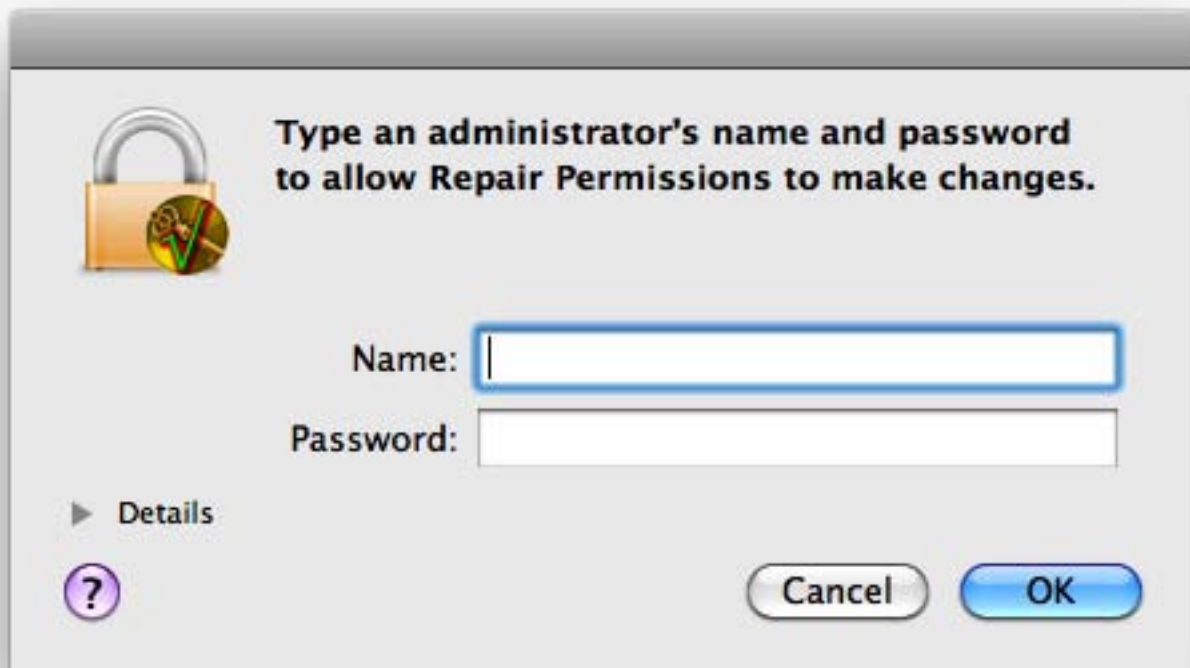 Type an administrator's name and password
to allow Repair Permissions to make changes.
Name:
Password:
Details
?
Cancel
OK